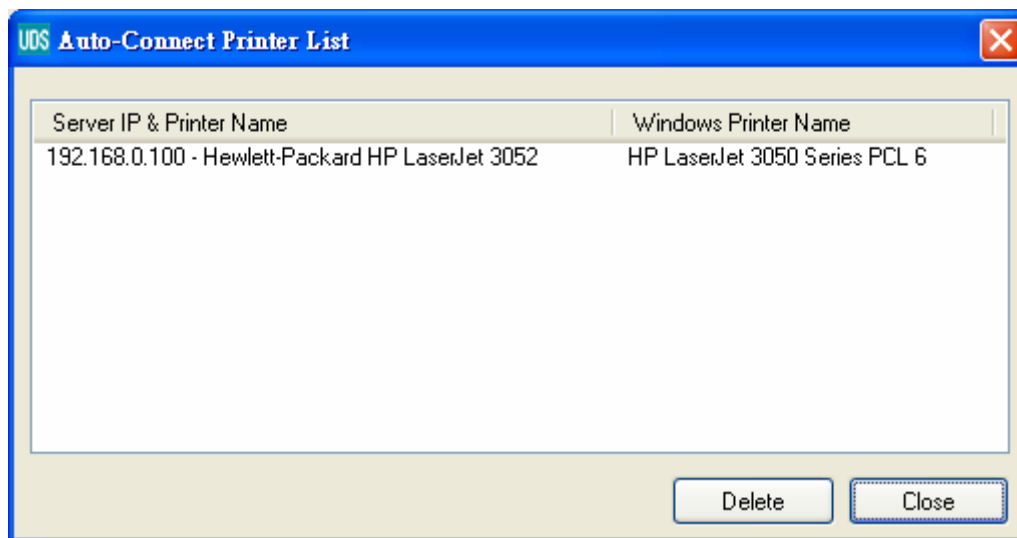 UDS Auto-Connect Printer List
Server IP & Printer Name Windows Printer Name
192.168.0.100 - Hewlett-Packard HP LaserJet 3052 HP LaserJet 3050 Series PCL 6
Delete Close